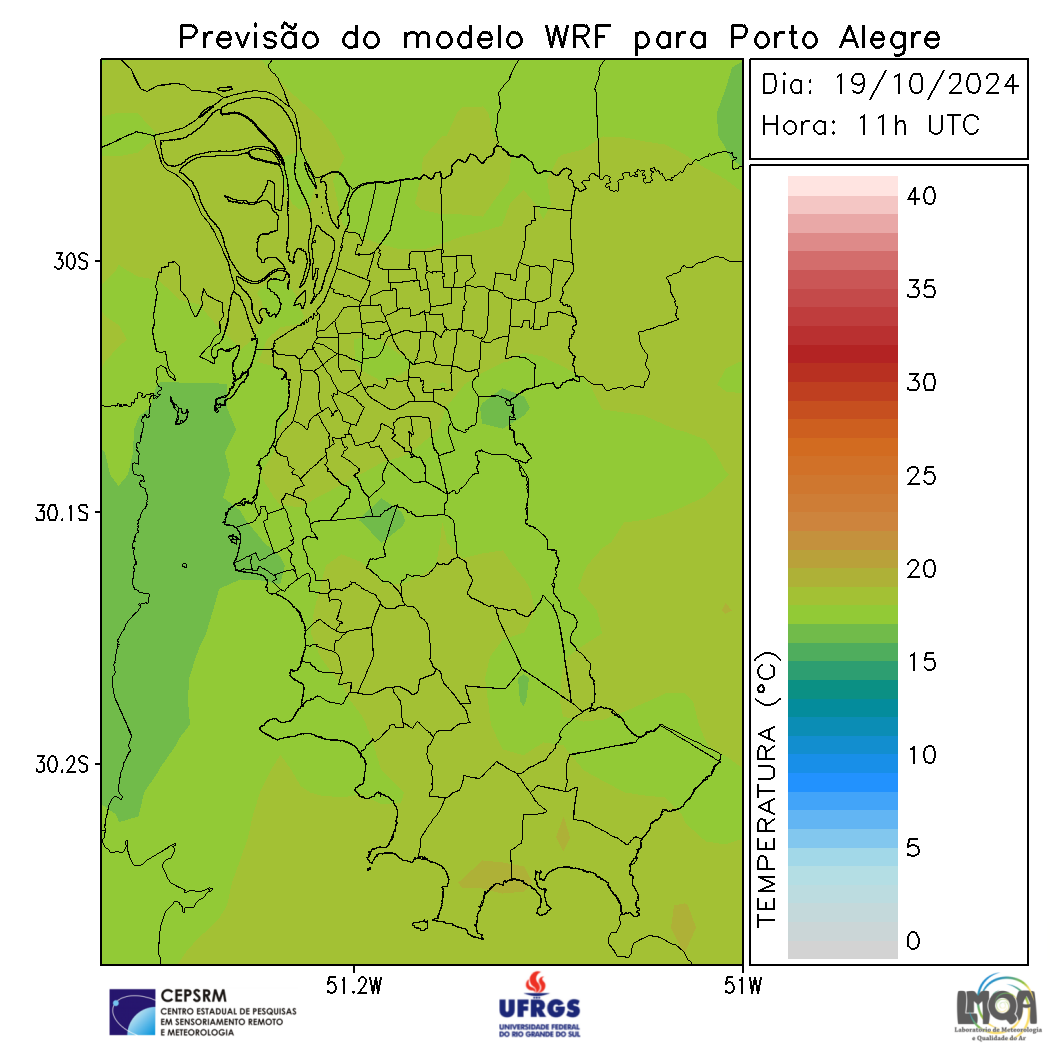 Previsão do modelo WRF para Porto Alegre
Dia: 19/10/2024
Hora: 11h UTC
40
35
30
25
20
15
10
5
0
TEMPERATURA (°C)
30S
30.1S
30.2S
51.2W
51W
CEPSRM
CENTRO ESTADUAL DE PESQUISAS
EM SENSORIAMENTO REMOTO
E METEOROLOGIA
UFRGS
UNIVERSIDADE FEDERAL
DO RIO GRANDE DO SUL
LMQA
Laboratório de Meteorologia
e Qualidade do Ar